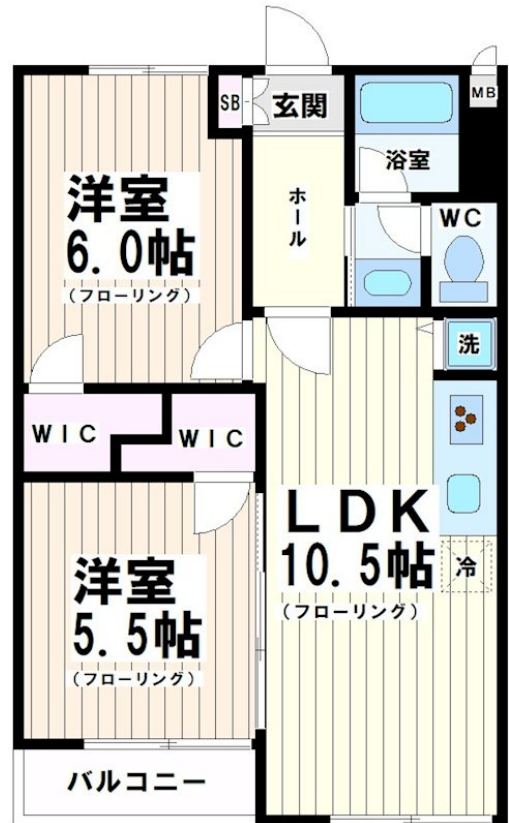 MB
SB
玄関
浴室
洋室
6.0帖
(フローリング)
ホール
WC
洗
WIC
WIC
LDK
10.5帖
(フローリング)
冷
洋室
5.5帖
(フローリング)
バルコニー